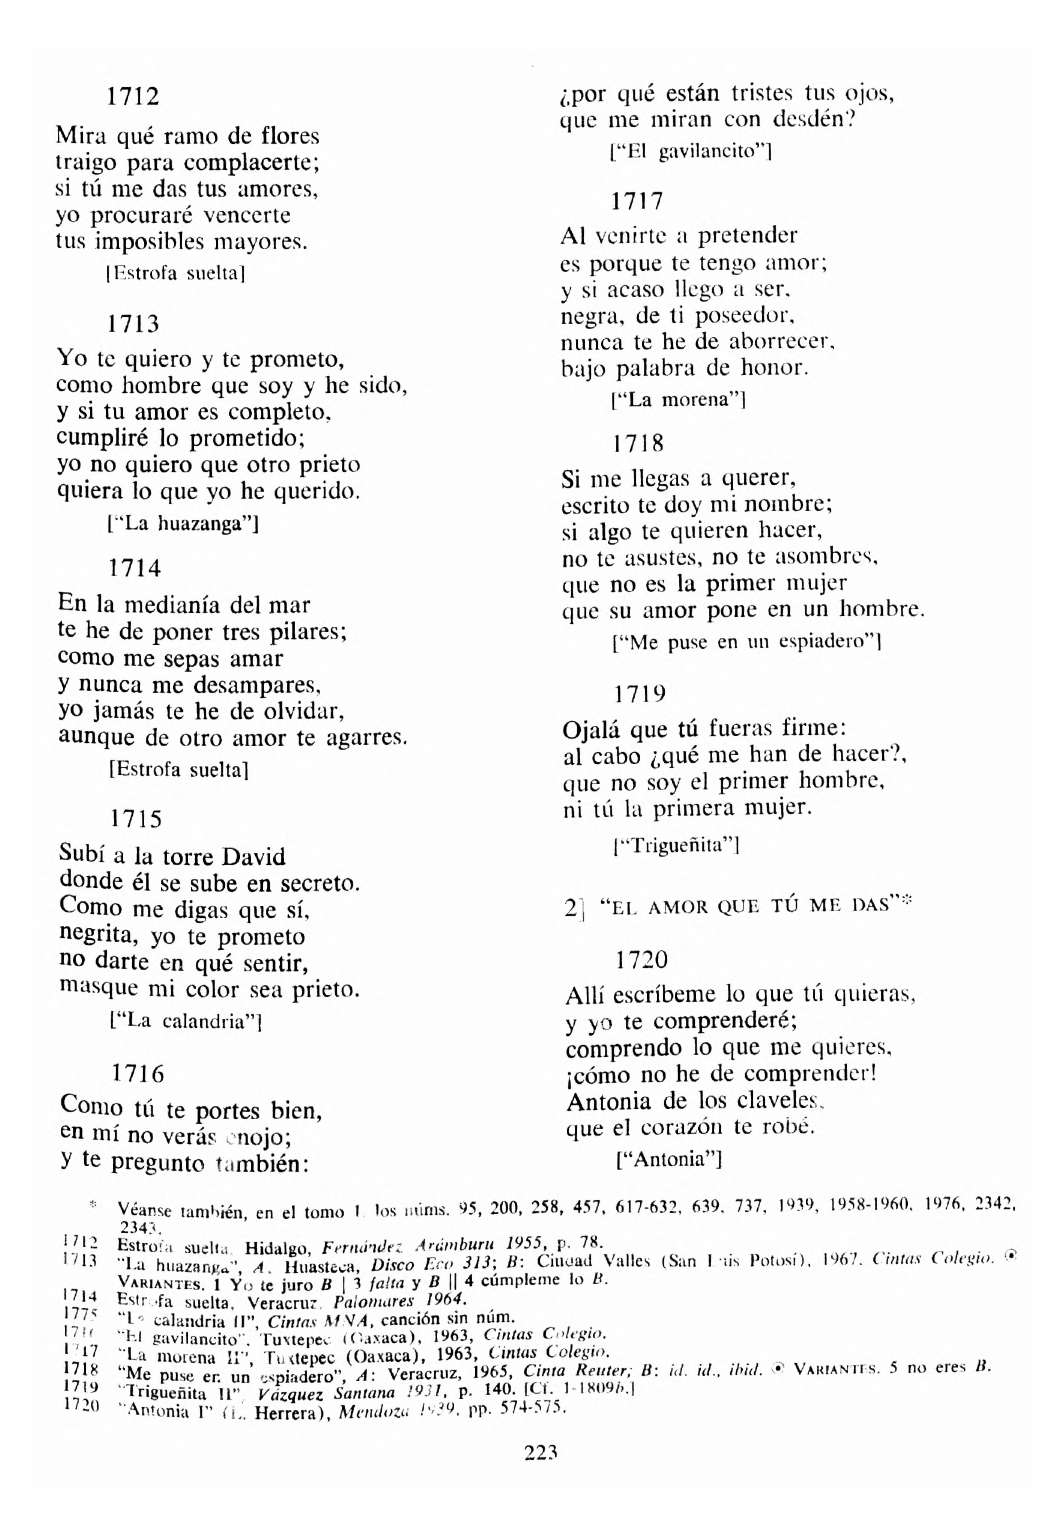 1712
Mira qué ramo de flores
traigo para complacerte;
si tú me das tus amores,
yo procuraré vencerte
tus imposibles mayores.
[Estrofa suelta]
1713
Yo te quiero y te prometo,
como hombre que soy y he sido,
y si tu amor es completo,
cumpliré lo prometido;
yo no quiero que otro prieto
quiera lo que yo he querido.
[“La huazanga”]
1714
En la medianía del mar
te he de poner tres pilares;
como me sepas amar
y nunca me desampares,
yo jamás te he de olvidar,
aunque de otro amor te agarres.
[Estrofa suelta]
1715
Subí a la torre David
donde él se sube en secreto.
Como me digas que sí,
negrita, yo te prometo
no darte en qué sentir,
masque mi color sea prieto.
[“La calandria”]
1716
Como tú te portes bien,
en mí no verás enojo;
y te pregunto también:
¿por qué están tristes tus ojos,
que me miran con desdén?
[“El gavilancito”]
1717
Al venirte a pretender
es porque te tengo amor;
y si acaso llego a ser,
negra, de ti poseedor,
nunca te he de aborrecer,
bajo palabra de honor.
[“La morena”]
1718
Si me llegas a querer,
escrito te doy mi nombre;
si algo te quieren hacer,
no te asustes, no te asombres,
que no es la primer mujer
que su amor pone en un hombre.
[“Me puse en un espiadero”]
1719
Ojalá que tú fueras firme:
al cabo ¿qué me han de hacer?,
que no soy el primer hombre,
ni tú la primera mujer.
[“Trigueñita”]
2] “EL AMOR QUE TÚ ME DAS”*
1720
Allí escríbeme lo que tú quieras,
y yo te comprenderé;
comprendo lo que me quieres,
¡cómo no he de comprender!
Antonia de los claveles,
que el corazón te robé.
[“Antonia”]
* Véanse también, en el tomo 1 los núms. 95, 200, 258, 457, 617-632, 639, 737, 1939, 1958-1960, 1976, 2342,
2343.
1712 Estrofa suelta, Hidalgo, Fernández Arámburu 1955, p. 78.
1713 “La huazanga”, A. Huasteca, Disco Eco 313; B: Ciudad Valles (San Luis Potosí), 1967. Cintas Colegio. ⊙
VARIANTES. 1 Yo te juro B | 3 falta y B || 4 cúmpleme lo B.
1714 Estrofa suelta, Veracruz, Palomares 1964.
1775 “La calandria II”, Cintas MNA, canción sin núm.
1716 “El gavilancito”, Tuxtepec (Oaxaca), 1963, Cintas Colegio.
1717 “La morena II”, Tuxtepec (Oaxaca), 1963, Cintas Colegio.
1718 “Me puse en un espiadero”, A: Veracruz, 1965, Cinta Reuter; B: id. id., ibid. ⊙ VARIANTES. 5 no eres B.
1719 “Trigueñita II” Vázquez Santana 1931, p. 140. [Cf. 1-1809b.]
1720 “Antonia I” (L. Herrera), Mendoza 1939, pp. 574-575.
223